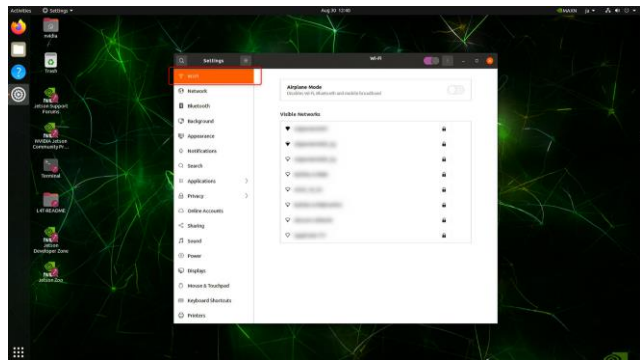 Activities
Settings
Aug 30 12:40
MAXN
ja
nvidia
Trash
Jetson Support
Forums
NVIDIA Jetson
Community Pr...
Terminal
L4T-README
Jetson
Developer Zone
Jetson Zoo
Settings
Wi-Fi
Wi-Fi
Network
Bluetooth
Background
Appearance
Notifications
Search
Applications
Privacy
Online Accounts
Sharing
Sound
Power
Displays
Mouse & Touchpad
Keyboard Shortcuts
Printers
Airplane Mode
Disables Wi-Fi, Bluetooth and mobile broadband
Visible Networks